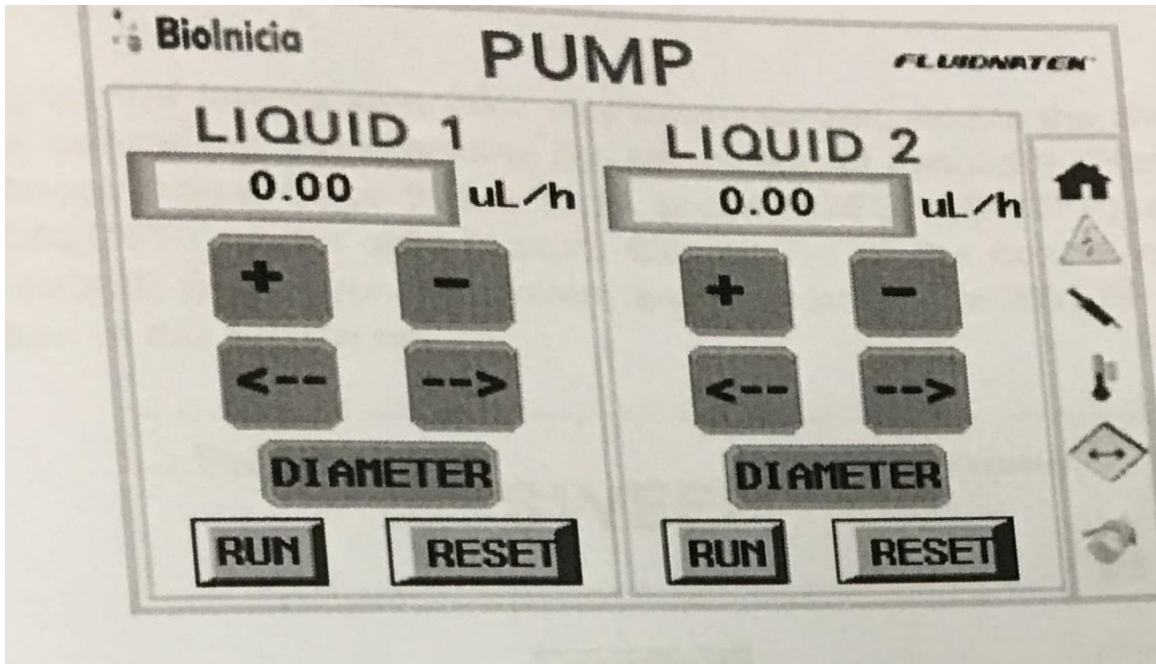 BioInicia
PUMP
FLUIDNATEK
LIQUID 1
0.00 uL/h
+ -
<-- -->
DIAMETER
RUN RESET
LIQUID 2
0.00 uL/h
+ -
<-- -->
DIAMETER
RUN RESET